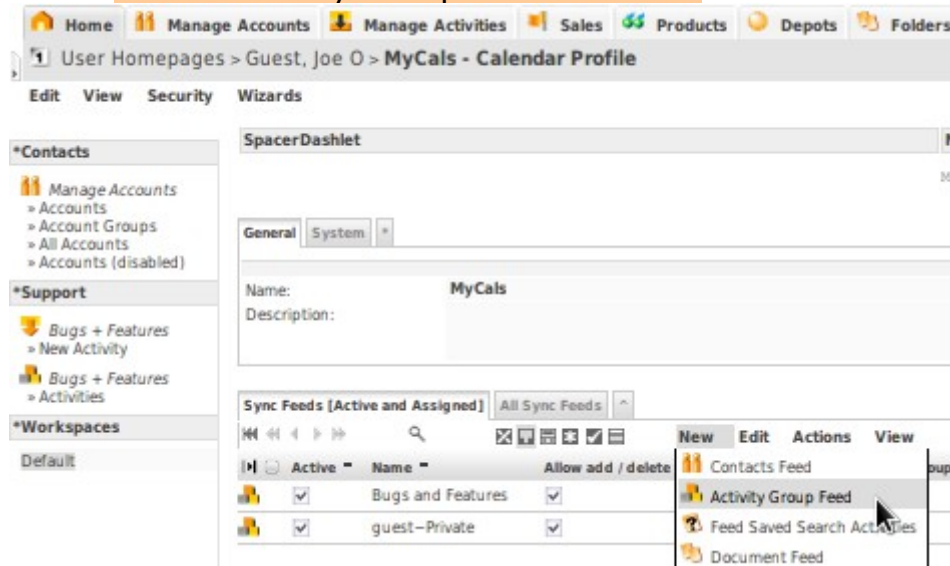 Home Manage Accounts Manage Activities Sales Products Depots Folders
User Homepages > Guest, Joe O > MyCals - Calendar Profile
Edit View Security Wizards
*Contacts
Manage Accounts
» Accounts
» Account Groups
» All Accounts
» Accounts (disabled)
*Support
Bugs + Features
» New Activity
Bugs + Features
» Activities
*Workspaces
Default
SpacerDashlet
General System *
Name: MyCals
Description:
Sync Feeds [Active and Assigned] All Sync Feeds ^
New Edit Actions View
Active Name Allow add / delete
Bugs and Features
guest-Private
Contacts Feed
Activity Group Feed
Feed Saved Search Activities
Document Feed